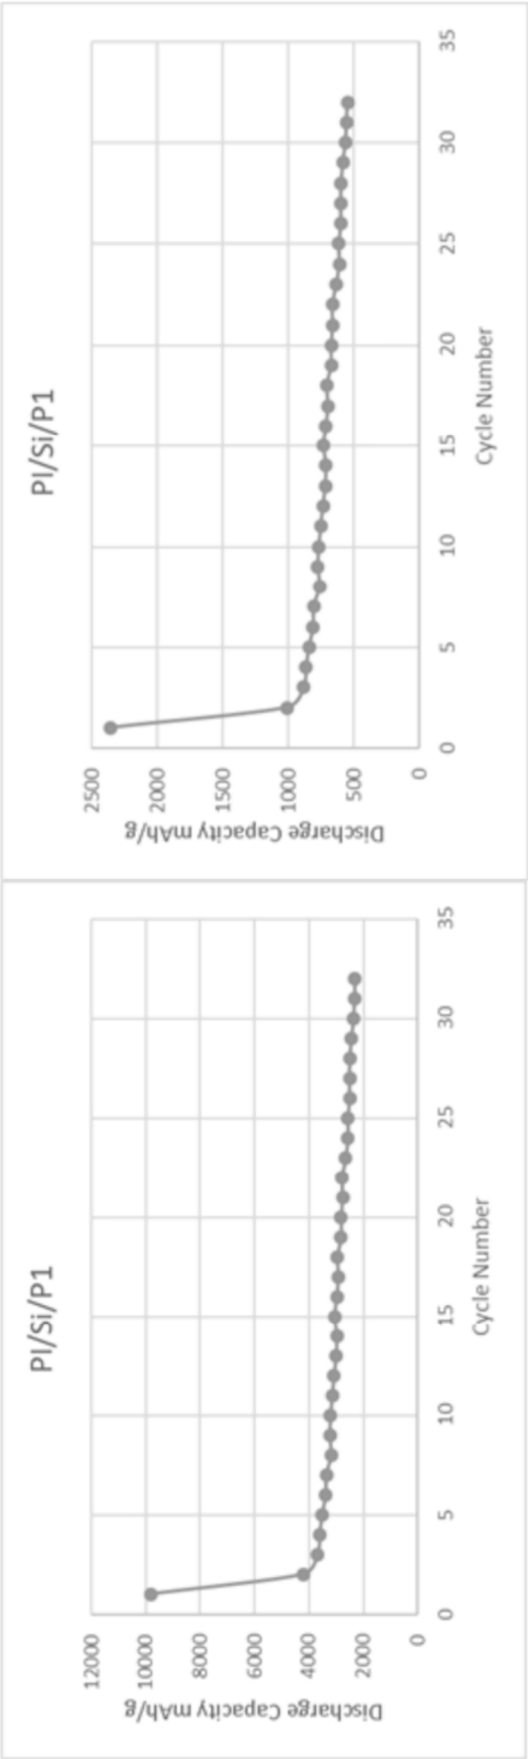 PI/Si/P1
12000
10000
8000
6000
4000
2000
0
Discharge Capacity mAh/g
0 5 10 15 20 25 30 35
Cycle Number
PI/Si/P1
2500
2000
1500
1000
500
0
Discharge Capacity mAh/g
0 5 10 15 20 25 30 35
Cycle Number